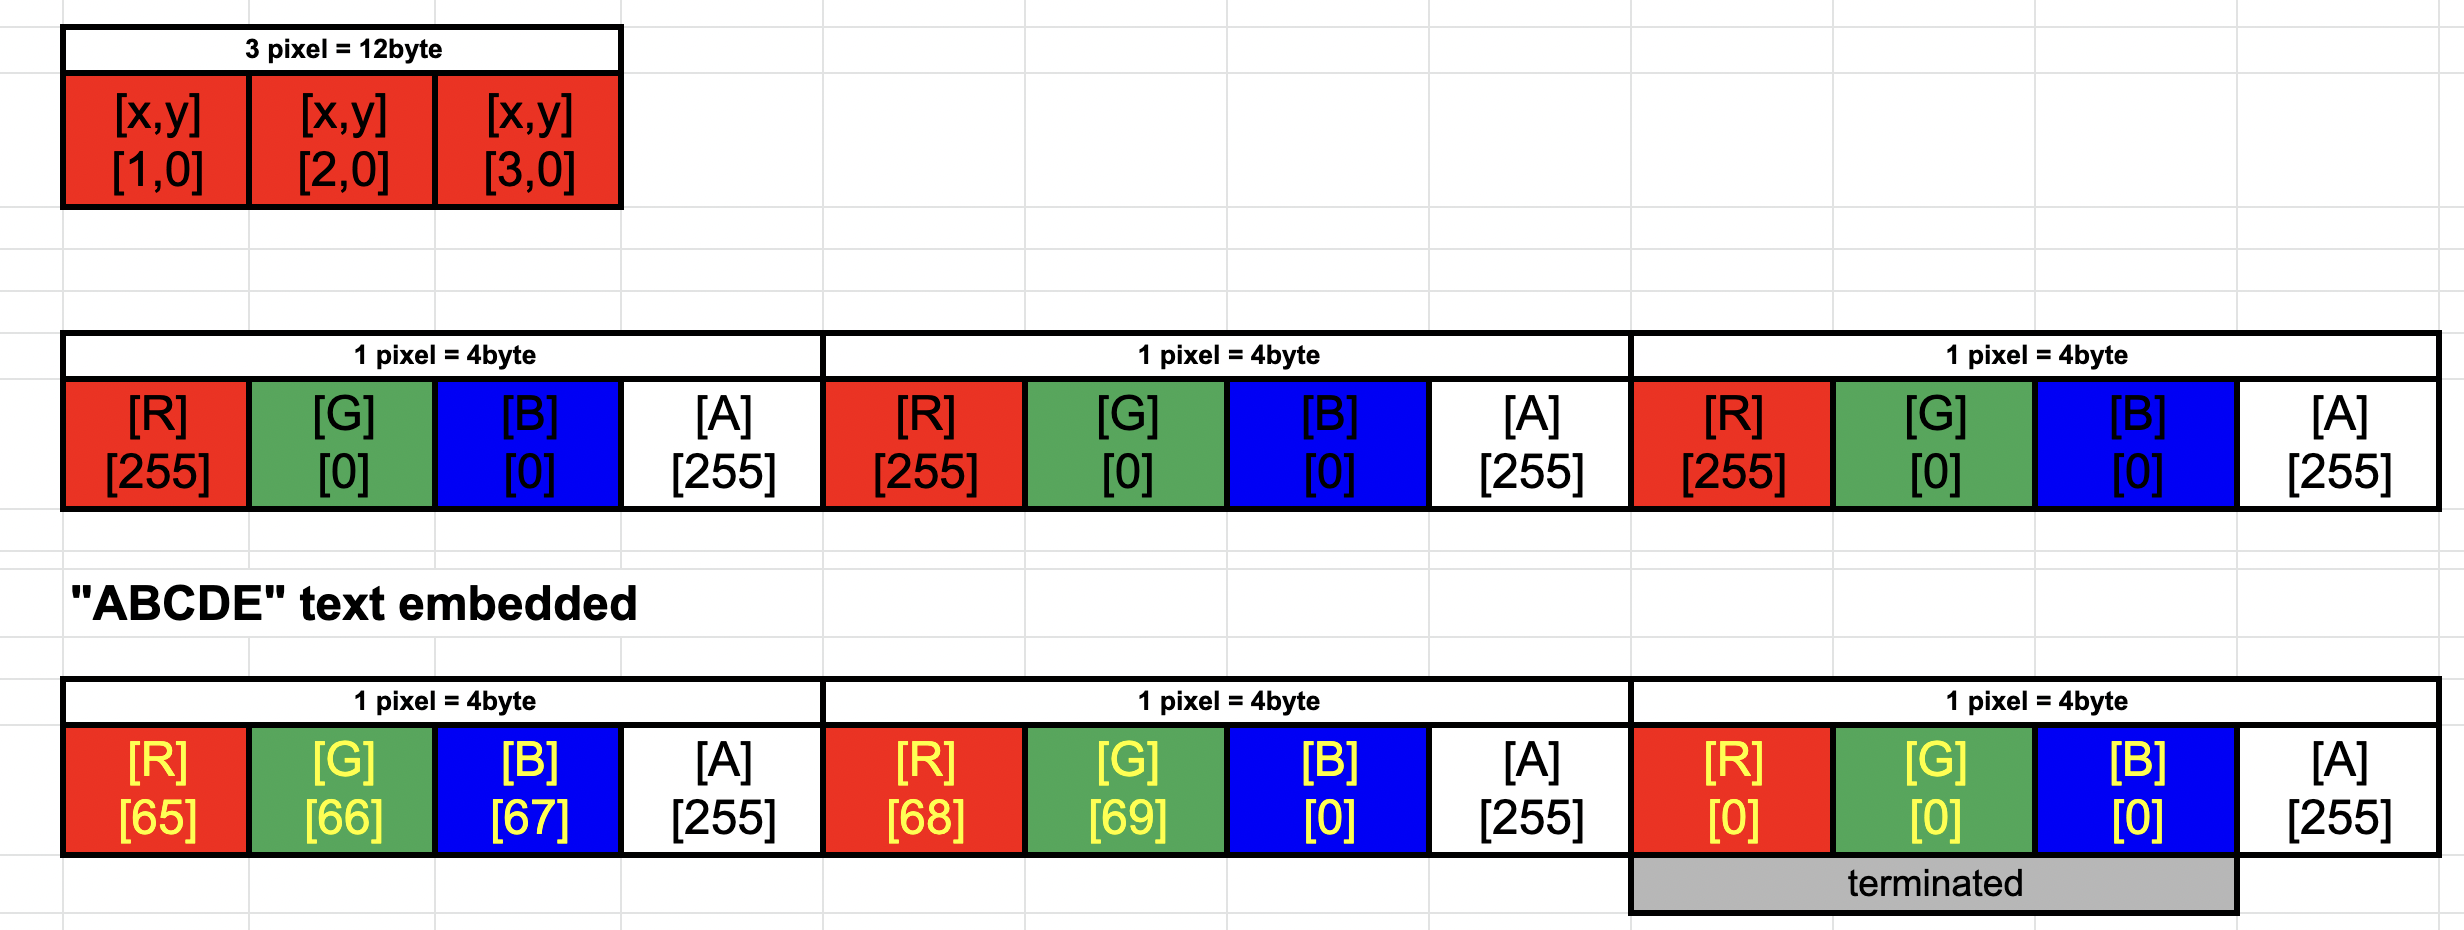 3 pixel = 12byte
[x,y] [x,y] [x,y]
[1,0] [2,0] [3,0]
1 pixel = 4byte 1 pixel = 4byte 1 pixel = 4byte
[R] [G] [B] [A] [R] [G] [B] [A] [R] [G] [B] [A]
[255] [0] [0] [255] [255] [0] [0] [255] [255] [0] [0] [255]
"ABCDE" text embedded
1 pixel = 4byte 1 pixel = 4byte 1 pixel = 4byte
[R] [G] [B] [A] [R] [G] [B] [A] [R] [G] [B] [A]
[65] [66] [67] [255] [68] [69] [0] [255] [0] [0] [0] [255]
terminated